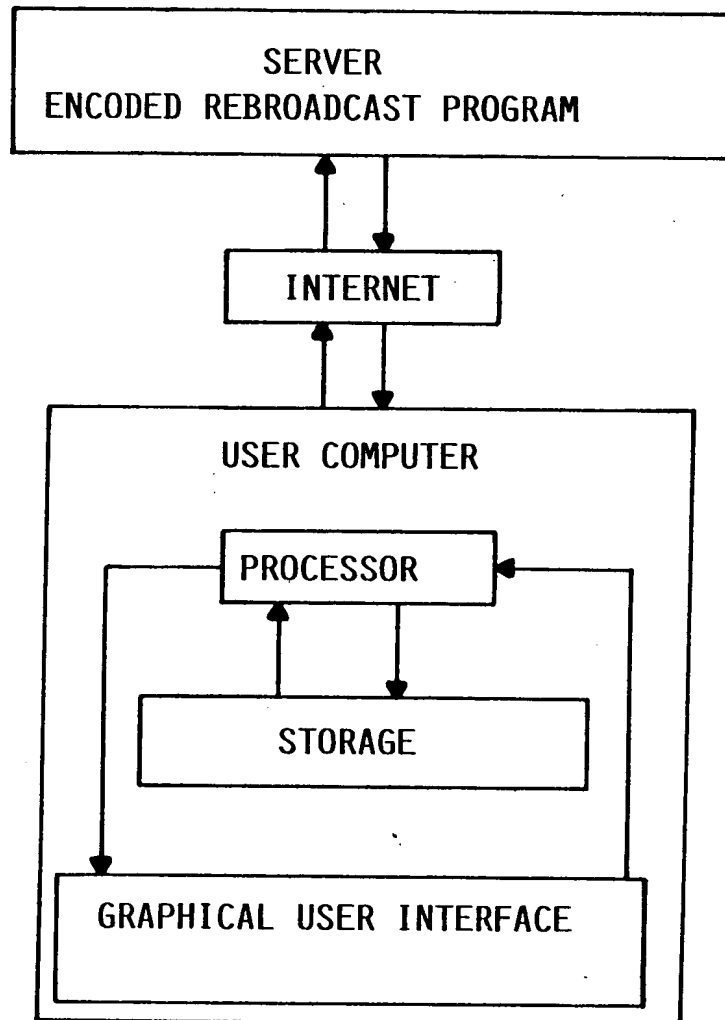 SERVER
ENCODED REBROADCAST PROGRAM
INTERNET
USER COMPUTER
PROCESSOR
STORAGE
GRAPHICAL USER INTERFACE